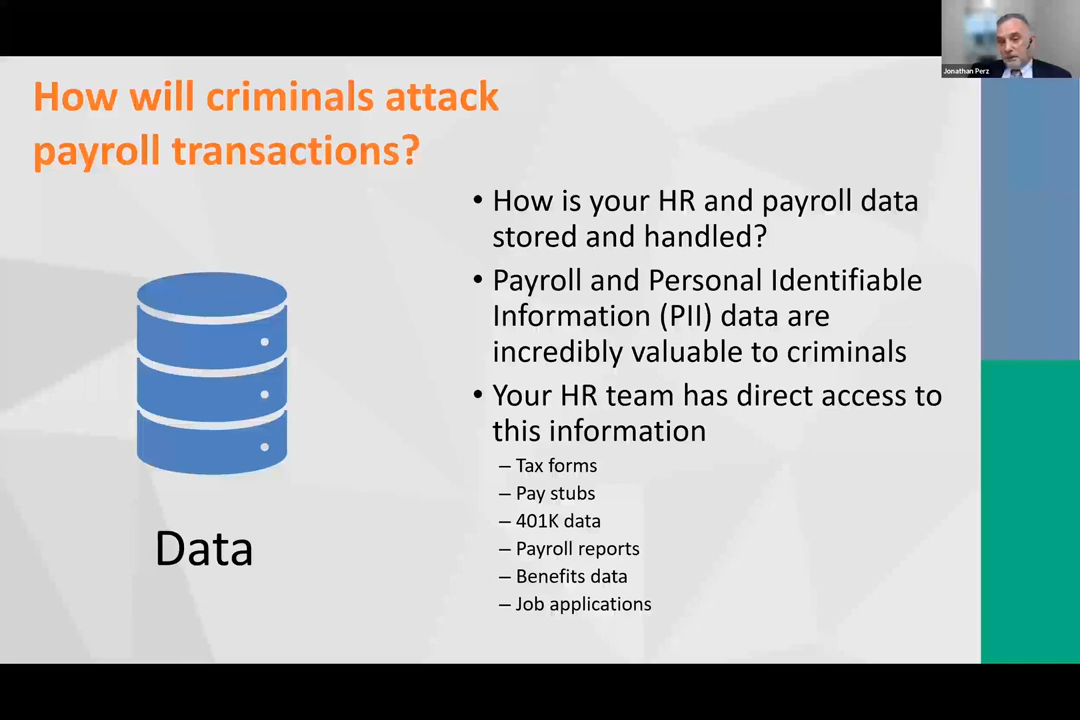 Jonathan Perz
How will criminals attack
payroll transactions?
• How is your HR and payroll data
stored and handled?
• Payroll and Personal Identifiable
Information (PII) data are
incredibly valuable to criminals
• Your HR team has direct access to
this information
– Tax forms
– Pay stubs
– 401K data
– Payroll reports
– Benefits data
– Job applications
Data